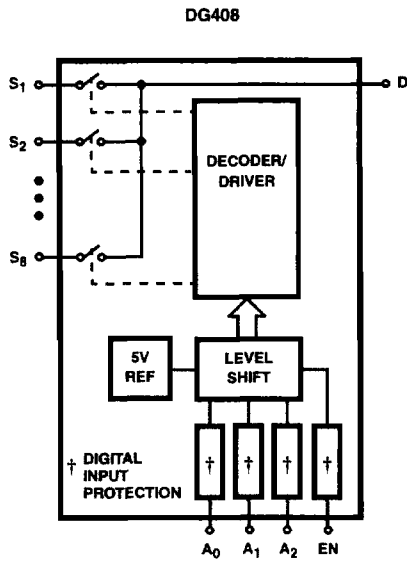 DG408
S1
D
S2
DECODER/
DRIVER
S8
5V
REF
LEVEL
SHIFT
† † † †
† DIGITAL
INPUT
PROTECTION
A0 A1 A2 EN